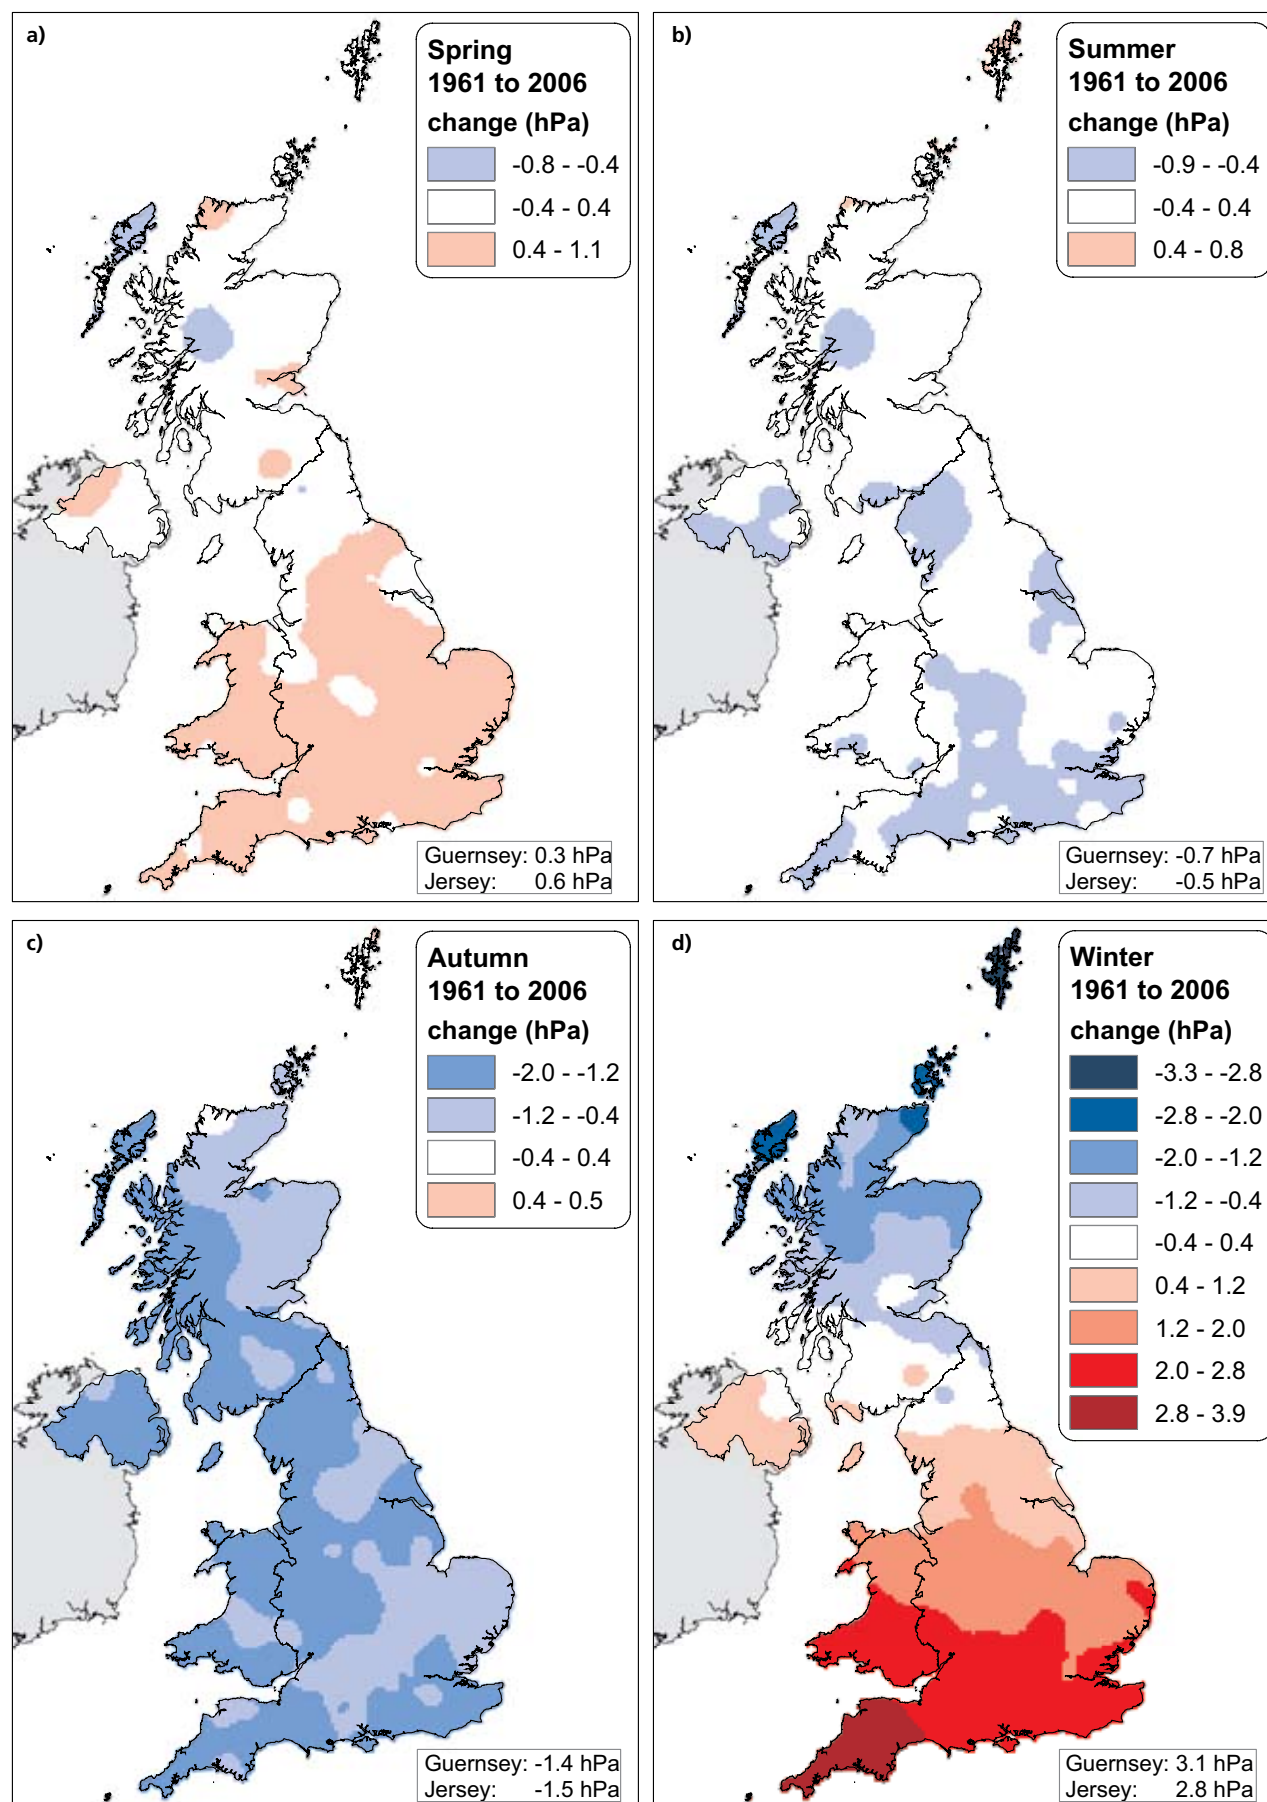 a)
Spring
1961 to 2006
change (hPa)
-0.8 - -0.4
-0.4 - 0.4
0.4 - 1.1
Guernsey: 0.3 hPa
Jersey: 0.6 hPa
b)
Summer
1961 to 2006
change (hPa)
-0.9 - -0.4
-0.4 - 0.4
0.4 - 0.8
Guernsey: -0.7 hPa
Jersey: -0.5 hPa
c)
Autumn
1961 to 2006
change (hPa)
-2.0 - -1.2
-1.2 - -0.4
-0.4 - 0.4
0.4 - 0.5
Guernsey: -1.4 hPa
Jersey: -1.5 hPa
d)
Winter
1961 to 2006
change (hPa)
-3.3 - -2.8
-2.8 - -2.0
-2.0 - -1.2
-1.2 - -0.4
-0.4 - 0.4
0.4 - 1.2
1.2 - 2.0
2.0 - 2.8
2.8 - 3.9
Guernsey: 3.1 hPa
Jersey: 2.8 hPa